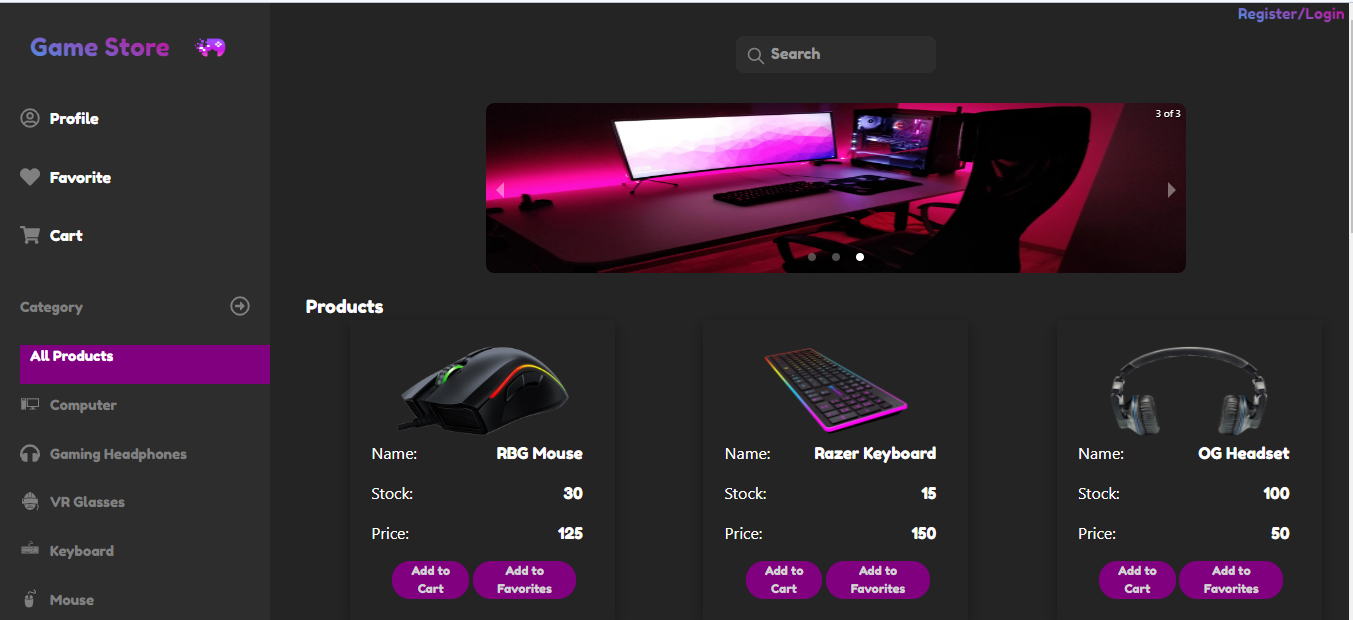 Register/Login
Game Store
Search
Profile
Favorite
Cart
3 of 3
Category
All Products
Computer
Gaming Headphones
VR Glasses
Keyboard
Mouse
Products
Name: RBG Mouse
Stock: 30
Price: 125
Add to Cart
Add to Favorites
Name: Razer Keyboard
Stock: 15
Price: 150
Add to Cart
Add to Favorites
Name: OG Headset
Stock: 100
Price: 50
Add to Cart
Add to Favorites